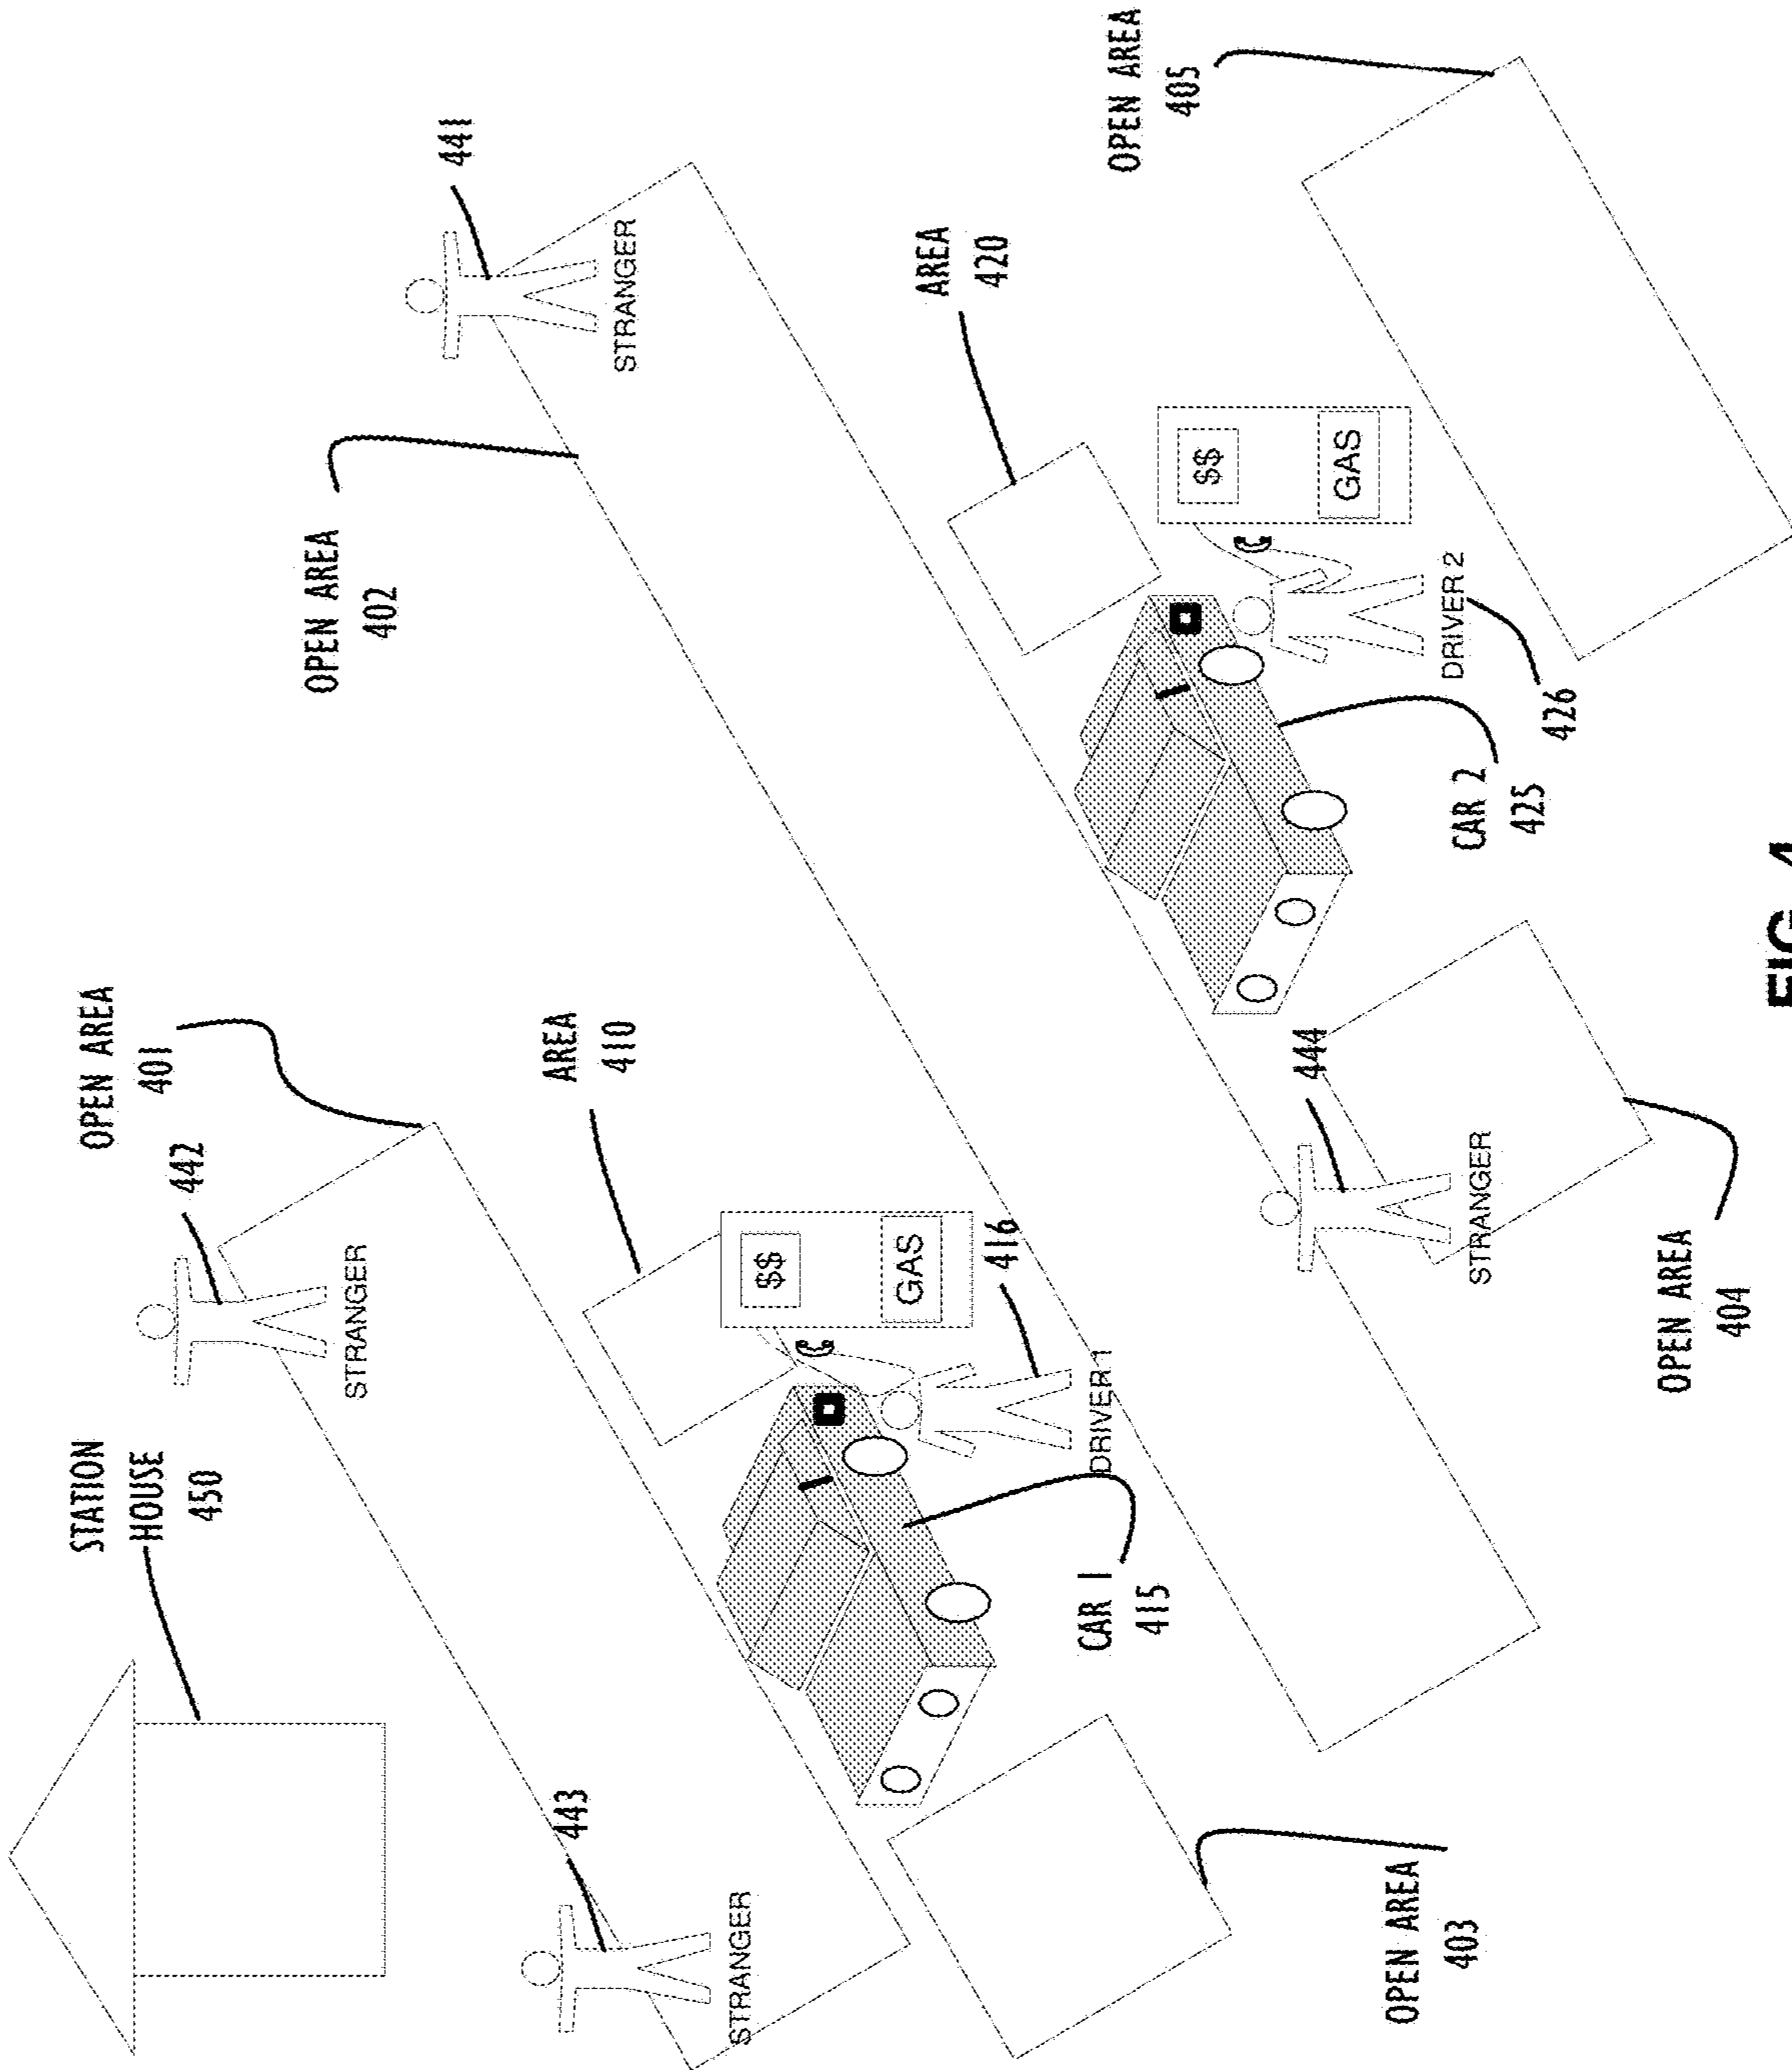 STATION
HOUSE
450
OPEN AREA
401
442
STRANGER
443
STRANGER
AREA
410
$$
GAS
416
DRIVER 1
CAR 1
415
OPEN AREA
403
OPEN AREA
402
441
STRANGER
AREA
420
$$
GAS
DRIVER 2
426
CAR 2
425
444
STRANGER
OPEN AREA
404
OPEN AREA
405
FIG. 4